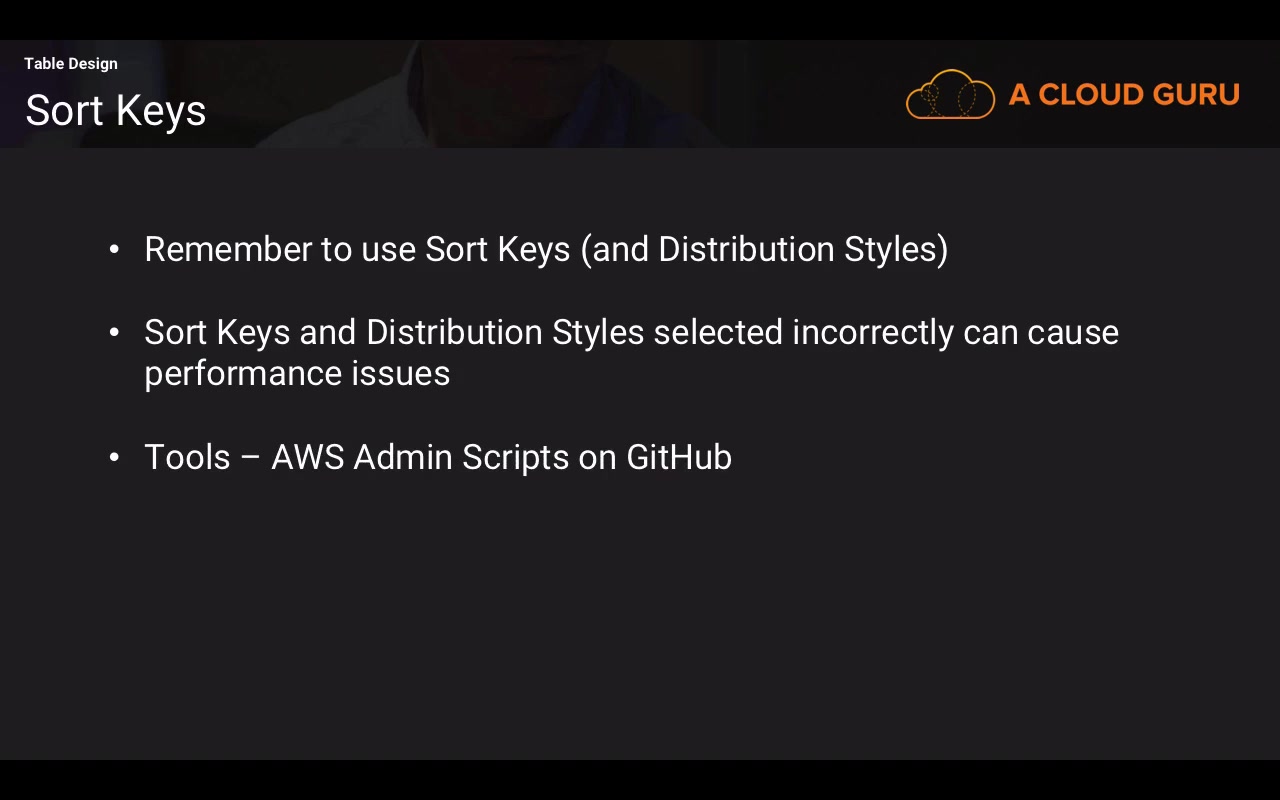 Table Design
Sort Keys
A CLOUD GURU
• Remember to use Sort Keys (and Distribution Styles)
• Sort Keys and Distribution Styles selected incorrectly can cause
performance issues
• Tools – AWS Admin Scripts on GitHub